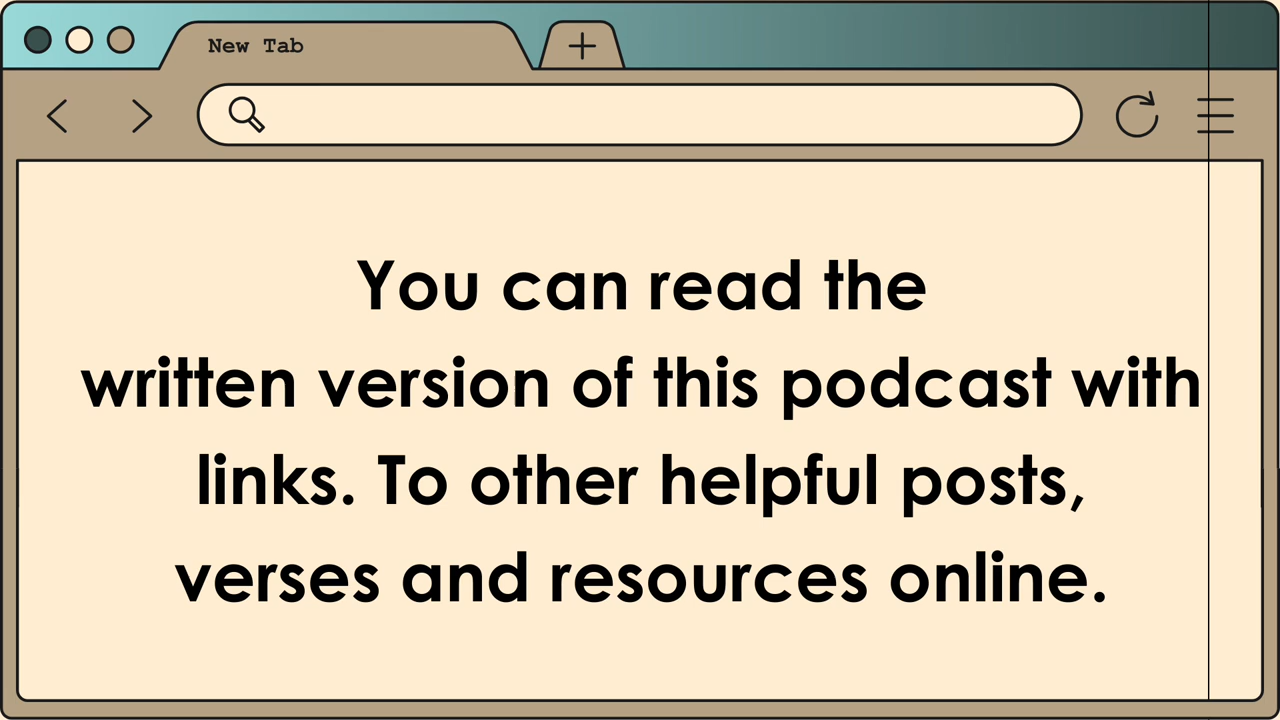 New Tab
You can read the
written version of this podcast with
links. To other helpful posts,
verses and resources online.